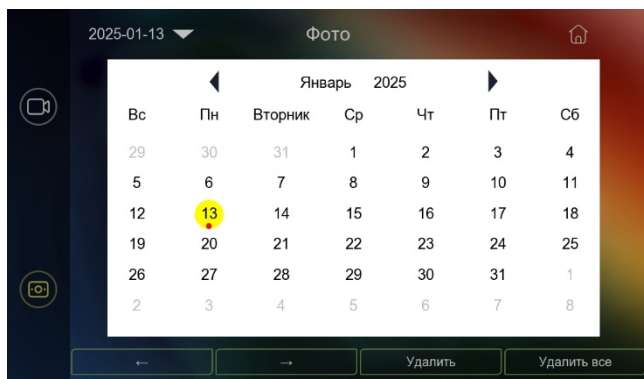 2025-01-13 Фото
Январь 2025
Вс Пн Вторник Ср Чт Пт Сб
29 30 31 1 2 3 4
5 6 7 8 9 10 11
12 13 14 15 16 17 18
19 20 21 22 23 24 25
26 27 28 29 30 31 1
2 3 4 5 6 7 8
← → Удалить Удалить все